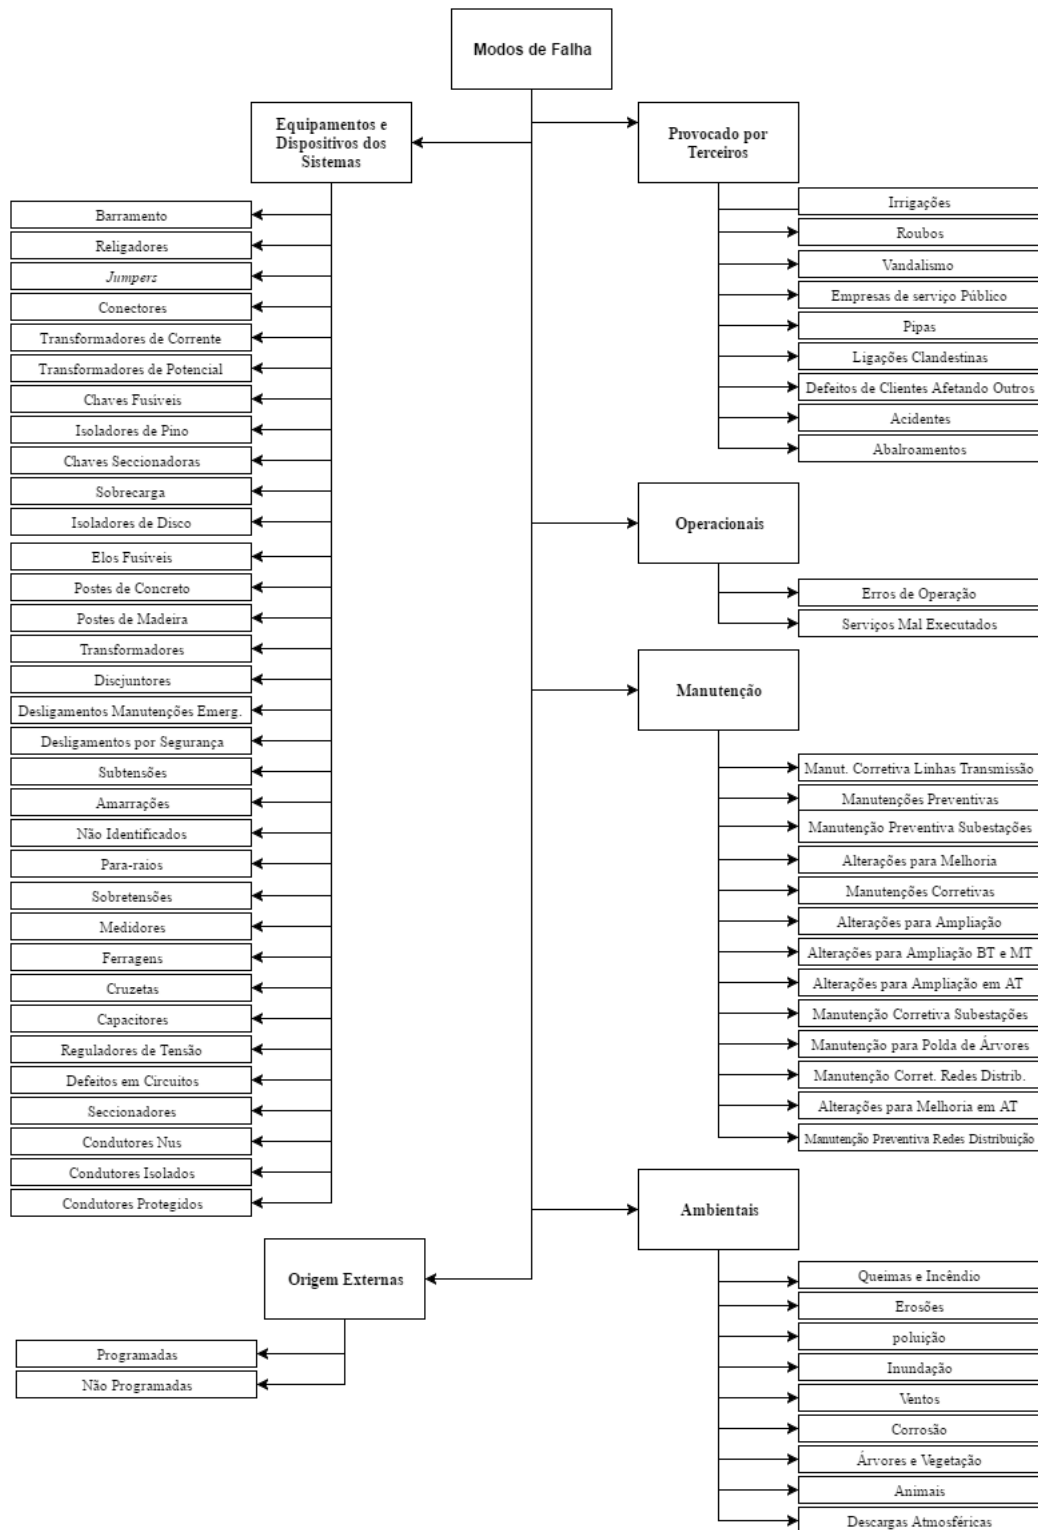 Modos de Falha
Equipamentos e
Dispositivos dos
Sistemas
Barramento
Religadores
Jumpers
Conectores
Transformadores de Corrente
Transformadores de Potencial
Chaves Fusíveis
Isoladores de Pino
Chaves Seccionadoras
Sobrecarga
Isoladores de Disco
Elos Fusíveis
Postes de Concreto
Postes de Madeira
Transformadores
Discjuntores
Desligamentos Manutenções Emerg.
Desligamentos por Segurança
Subtensões
Amarrações
Não Identificados
Para-raios
Sobretensões
Medidores
Ferragens
Cruzetas
Capacitores
Reguladores de Tensão
Defeitos em Circuitos
Seccionadores
Condutores Nus
Condutores Isolados
Condutores Protegidos
Origem Externas
Programadas
Não Programadas
Provocado por
Terceiros
Irrigações
Roubos
Vandalismo
Empresas de serviço Público
Pipas
Ligações Clandestinas
Defeitos de Clientes Afetando Outros
Acidentes
Abalroamentos
Operacionais
Erros de Operação
Serviços Mal Executados
Manutenção
Manut. Corretiva Linhas Transmissão
Manutenções Preventivas
Manutenção Preventiva Subestações
Alterações para Melhoria
Manutenções Corretivas
Alterações para Ampliação
Alterações para Ampliação BT e MT
Alterações para Ampliação em AT
Manutenção Corretiva Subestações
Manutenção para Polda de Árvores
Manutenção Corret. Redes Distrib.
Alterações para Melhoria em AT
Manutenção Preventiva Redes Distribuição
Ambientais
Queimas e Incêndio
Erosões
poluição
Inundação
Ventos
Corrosão
Árvores e Vegetação
Animais
Descargas Atmosféricas